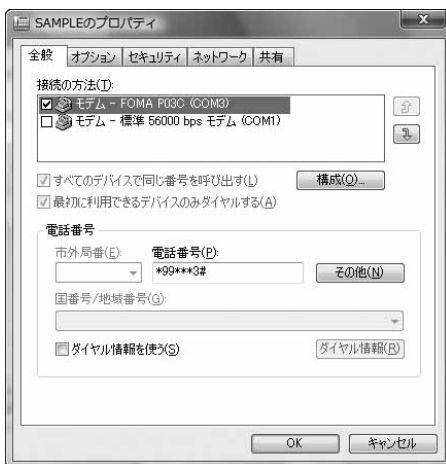 SAMPLEのプロパティ
全般 オプション セキュリティ ネットワーク 共有
接続の方法(T):
モデム - FOMA P03C (COM3)
モデム - 標準 56000 bps モデム (COM1)
すべてのデバイスで同じ番号を呼び出す(L) 構成(O)...
最初に利用できるデバイスのみダイヤルする(A)
電話番号
市外局番(E): 電話番号(P):
*99***3# その他(N)
国番号/地域番号(G):
ダイヤル情報を使う(S) ダイヤル情報(R)
OK キャンセル